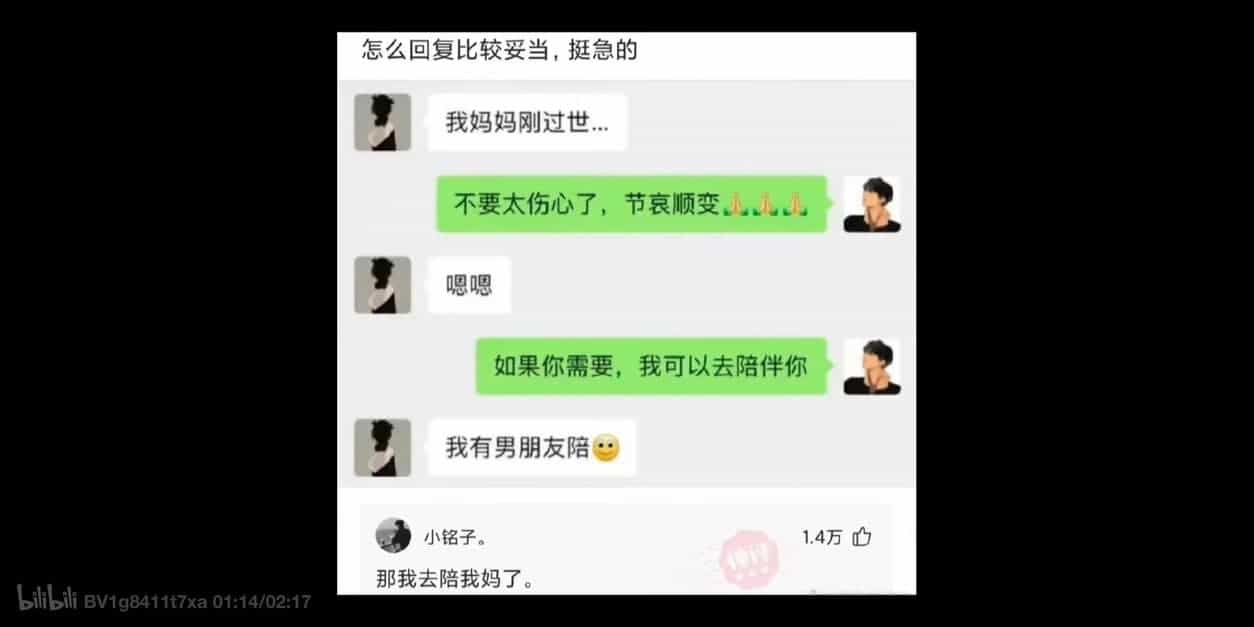 怎么回复比较妥当，挺急的
我妈妈刚过世...
不要太伤心了，节哀顺变🙏🙏🙏
嗯嗯
如果你需要，我可以去陪伴你
我有男朋友陪🙂
小铭子。
1.4万
那我去陪我妈了。
神评
bilibili BV1g8411t7xa 01:14/02:17